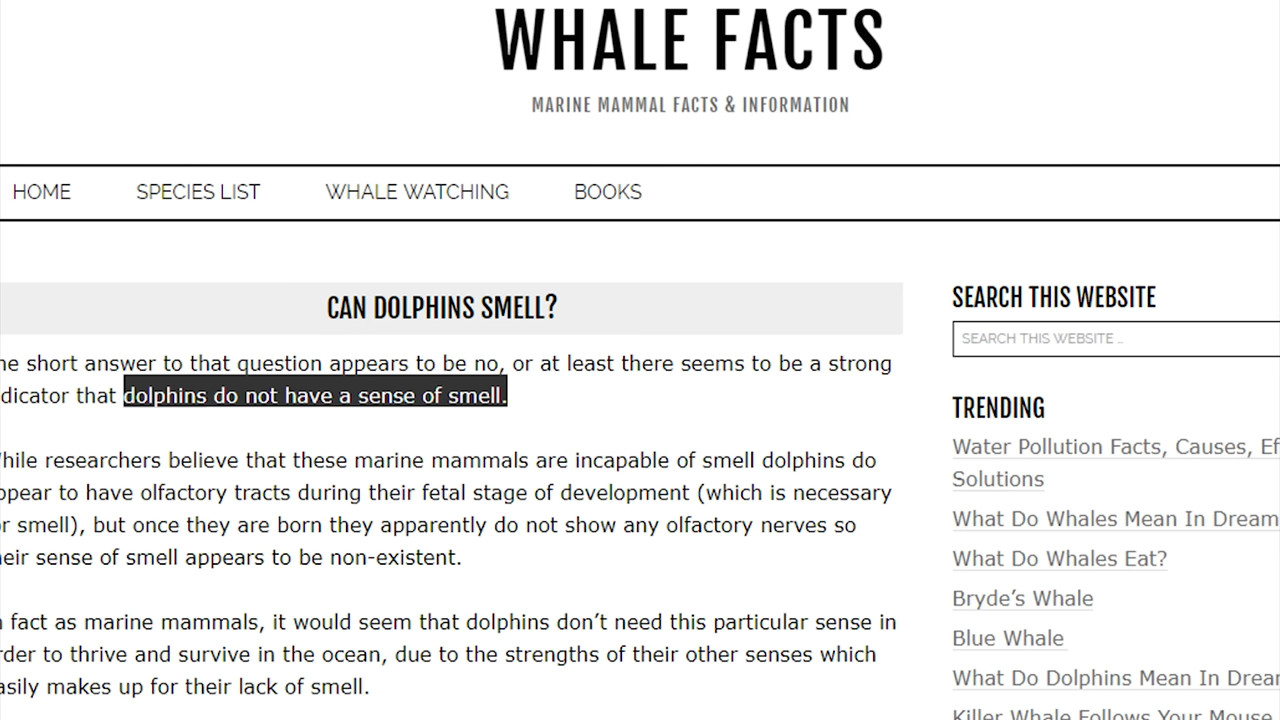 WHALE FACTS
MARINE MAMMAL FACTS & INFORMATION
HOME SPECIES LIST WHALE WATCHING BOOKS
CAN DOLPHINS SMELL?
he short answer to that question appears to be no, or at least there seems to be a strong
dicator that dolphins do not have a sense of smell.
hile researchers believe that these marine mammals are incapable of smell dolphins do
ppear to have olfactory tracts during their fetal stage of development (which is necessary
r smell), but once they are born they apparently do not show any olfactory nerves so
heir sense of smell appears to be non-existent.
n fact as marine mammals, it would seem that dolphins don’t need this particular sense in
rder to thrive and survive in the ocean, due to the strengths of their other senses which
asily makes up for their lack of smell.
SEARCH THIS WEBSITE
SEARCH THIS WEBSITE ...
TRENDING
Water Pollution Facts, Causes, Ef
Solutions
What Do Whales Mean In Dream
What Do Whales Eat?
Bryde’s Whale
Blue Whale
What Do Dolphins Mean In Drea
Killer Whale Follows Your Mouse